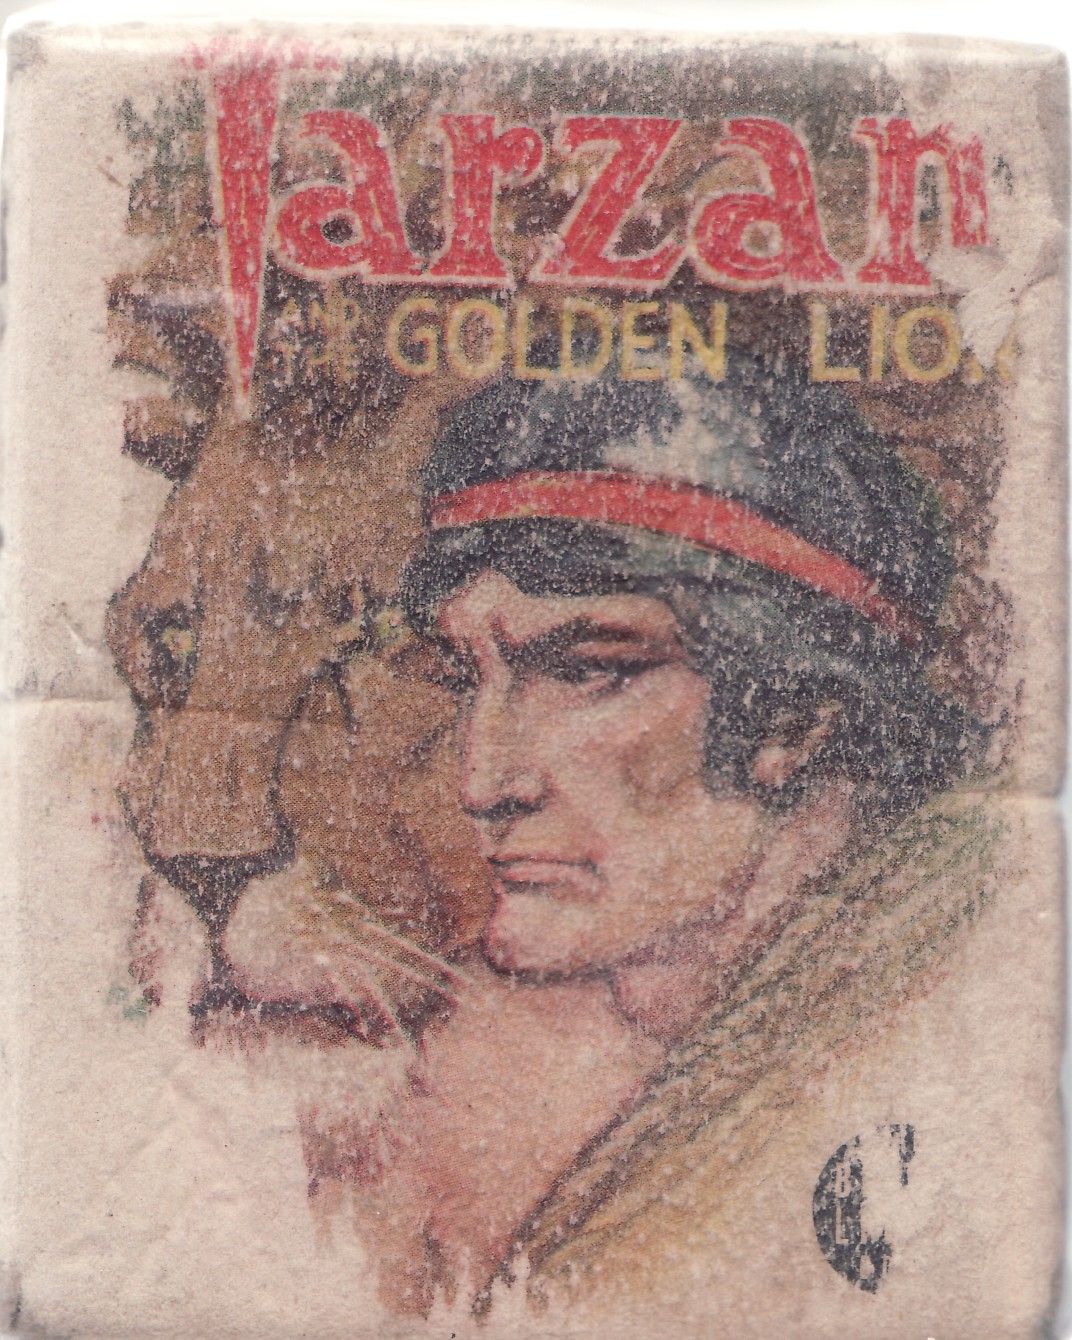 Tarzan
AND THE GOLDEN LIO